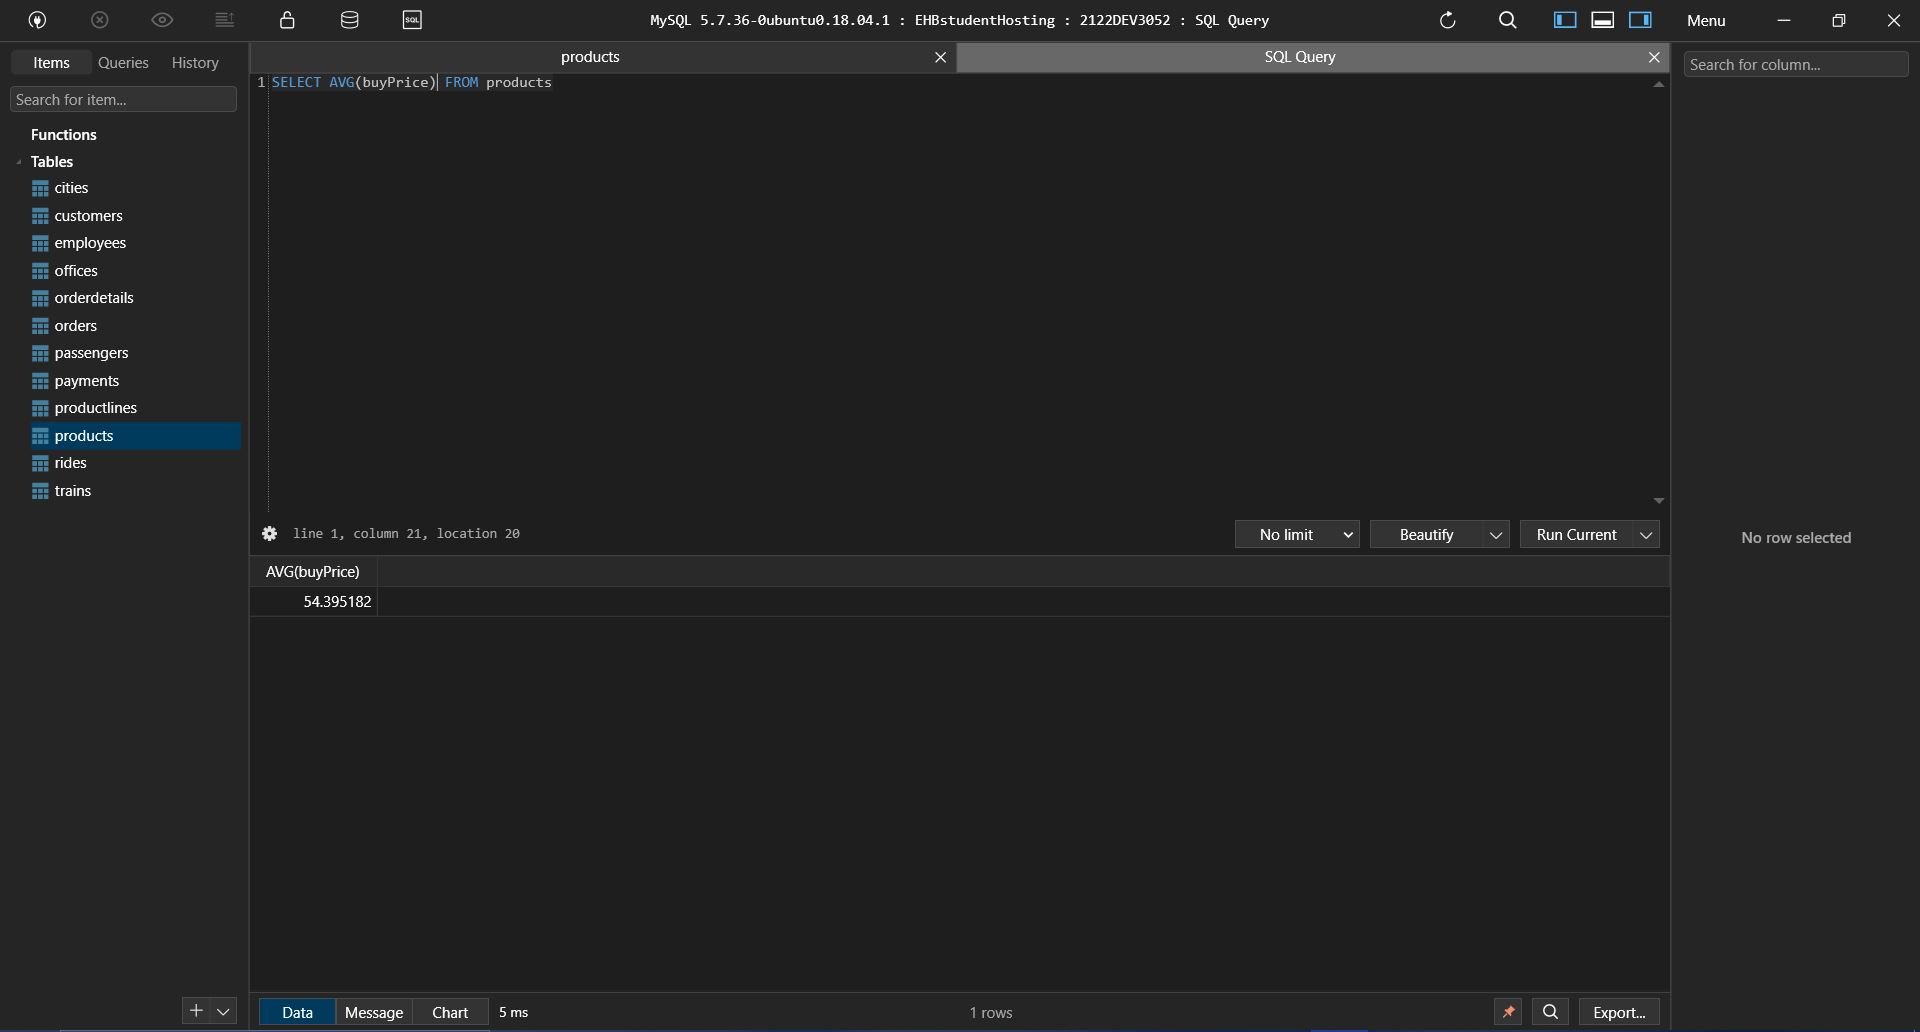 SQL
MySQL 5.7.36-0ubuntu0.18.04.1 : EHBstudentHosting : 2122DEV3052 : SQL Query
Menu
Items Queries History
products
SQL Query
Search for column...
Search for item...
1 SELECT AVG(buyPrice) FROM products
Functions
Tables
cities
customers
employees
offices
orderdetails
orders
passengers
payments
productlines
products
rides
trains
line 1, column 21, location 20
No limit
Beautify
Run Current
No row selected
AVG(buyPrice)
54.395182
Data Message Chart 5 ms
1 rows
Export...